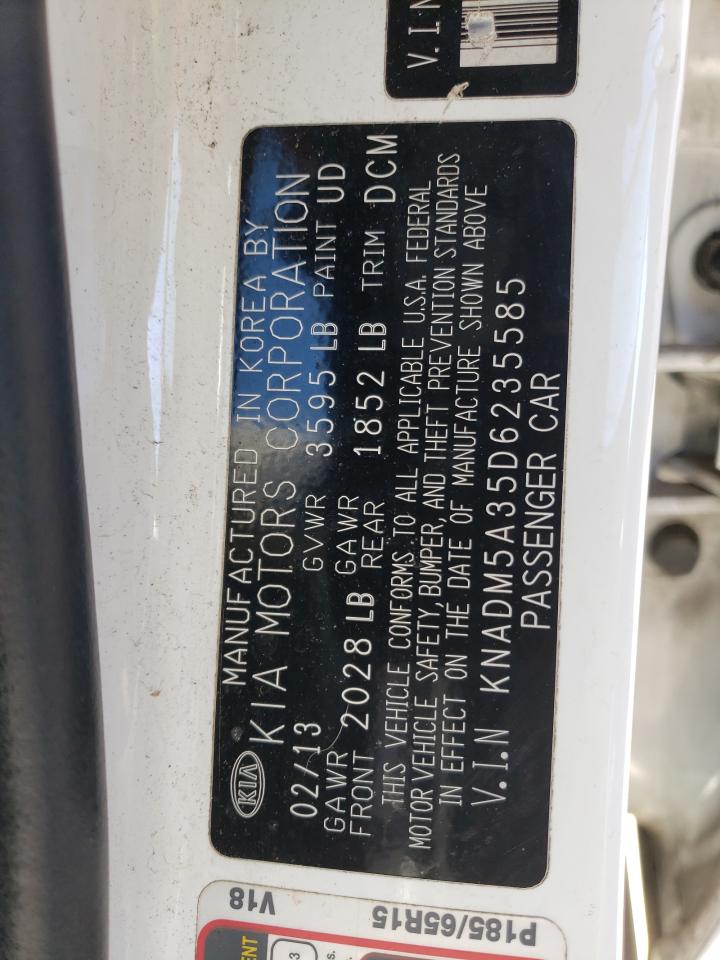 KIA
MANUFACTURED IN KOREA BY
KIA MOTORS CORPORATION
02/13 GVWR 3595 LB PAINT UD
GAWR FRONT 2028 LB GAWR REAR 1852 LB TRIM DCM
THIS VEHICLE CONFORMS TO ALL APPLICABLE U.S.A. FEDERAL
MOTOR VEHICLE SAFETY, BUMPER, AND THEFT PREVENTION STANDARDS
IN EFFECT ON THE DATE OF MANUFACTURE SHOWN ABOVE
V.I.N KNADM5A35D6235585
PASSENGER CAR
V.I.N
V18
P185/65R15
3